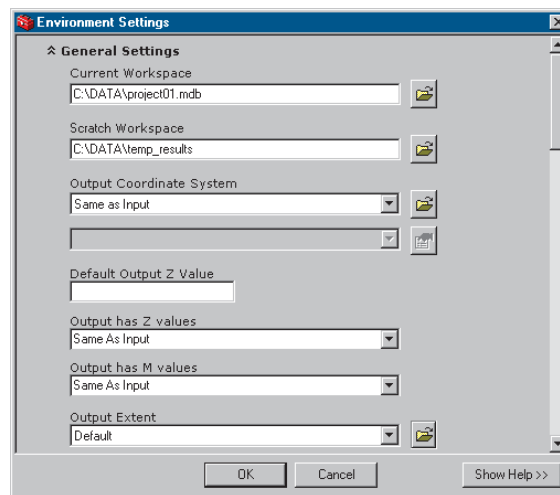 Environment Settings
General Settings
Current Workspace
C:\DATA\project01.mdb
Scratch Workspace
C:\DATA\temp_results
Output Coordinate System
Same as Input
Default Output Z Value
Output has Z values
Same As Input
Output has M values
Same As Input
Output Extent
Default
OK Cancel Show Help >>